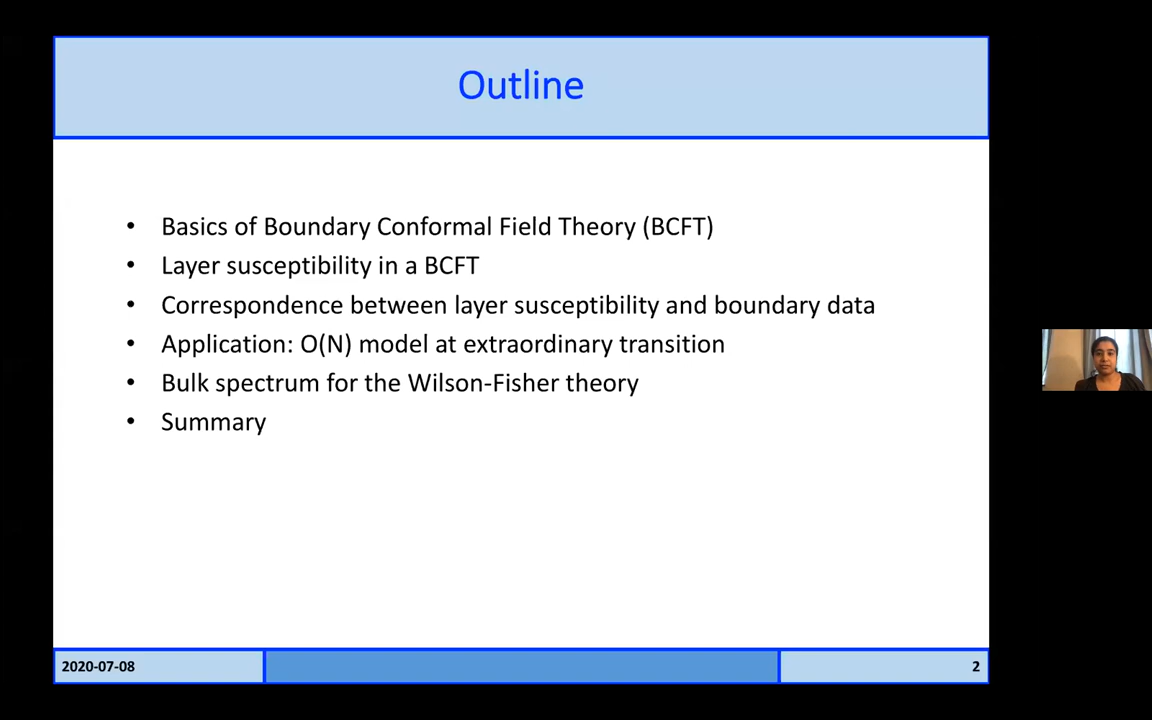 Outline
• Basics of Boundary Conformal Field Theory (BCFT)
• Layer susceptibility in a BCFT
• Correspondence between layer susceptibility and boundary data
• Application: O(N) model at extraordinary transition
• Bulk spectrum for the Wilson-Fisher theory
• Summary
2020-07-08
2